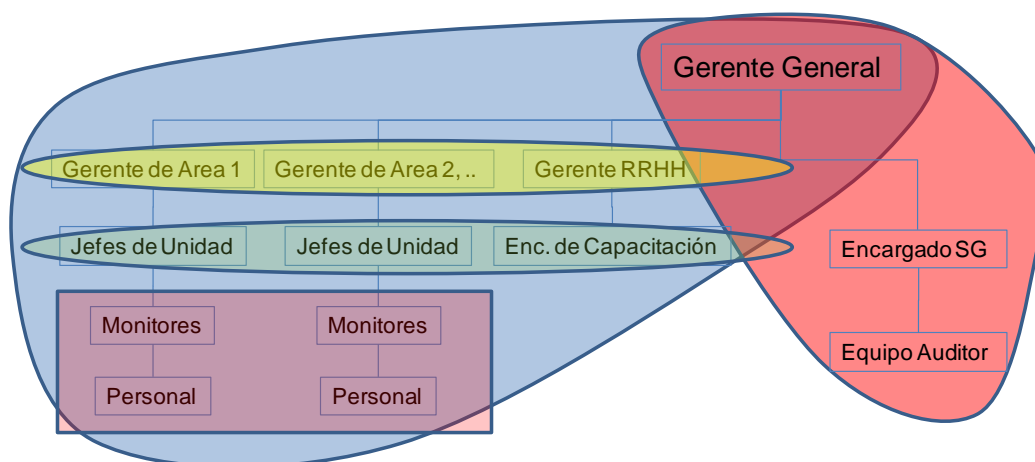 Gerente General
Gerente de Area 1
Gerente de Area 2, ..
Gerente RRHH
Jefes de Unidad
Jefes de Unidad
Enc. de Capacitación
Encargado SG
Monitores
Monitores
Equipo Auditor
Personal
Personal